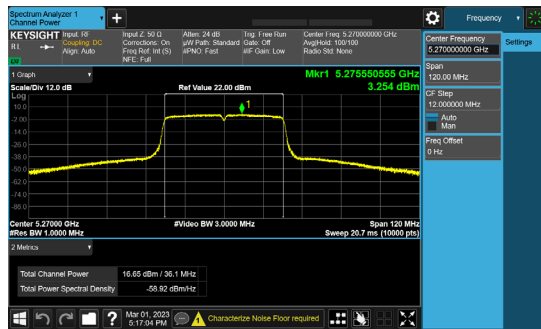 Spectrum Analyzer 1
Channel Power
+
Frequency
KEYSIGHT
RL
Input: RF
Coupling: DC
Align: Auto
Input Z: 50 Ω
Corrections: On
Freq Ref: Int (S)
NFE: Full
Atten: 24 dB
µW Path: Standard
#PNO: Fast
Trig: Free Run
Gate: Off
#IF Gain: Low
Center Freq: 5.270000000 GHz
Avg|Hold: 100/100
Radio Std: None
1 Graph
Scale/Div 12.0 dB
Log
Ref Value 22.00 dBm
Mkr1 5.275550555 GHz
3.254 dBm
1
10.0
-2.00
-14.0
-26.0
-38.0
-50.0
-62.0
-74.0
-86.0
Center 5.27000 GHz
#Res BW 1.0000 MHz
#Video BW 3.0000 MHz
Span 120 MHz
Sweep 20.7 ms (10000 pts)
2 Metrics
Total Channel Power 16.65 dBm / 36.1 MHz
Total Power Spectral Density -58.92 dBm/Hz
Center Frequency
5.270000000 GHz
Span
120.00 MHz
CF Step
12.000000 MHz
Auto
Man
Freq Offset
0 Hz
Settings
?
Mar 01, 2023
5:17:04 PM
Characterize Noise Floor required